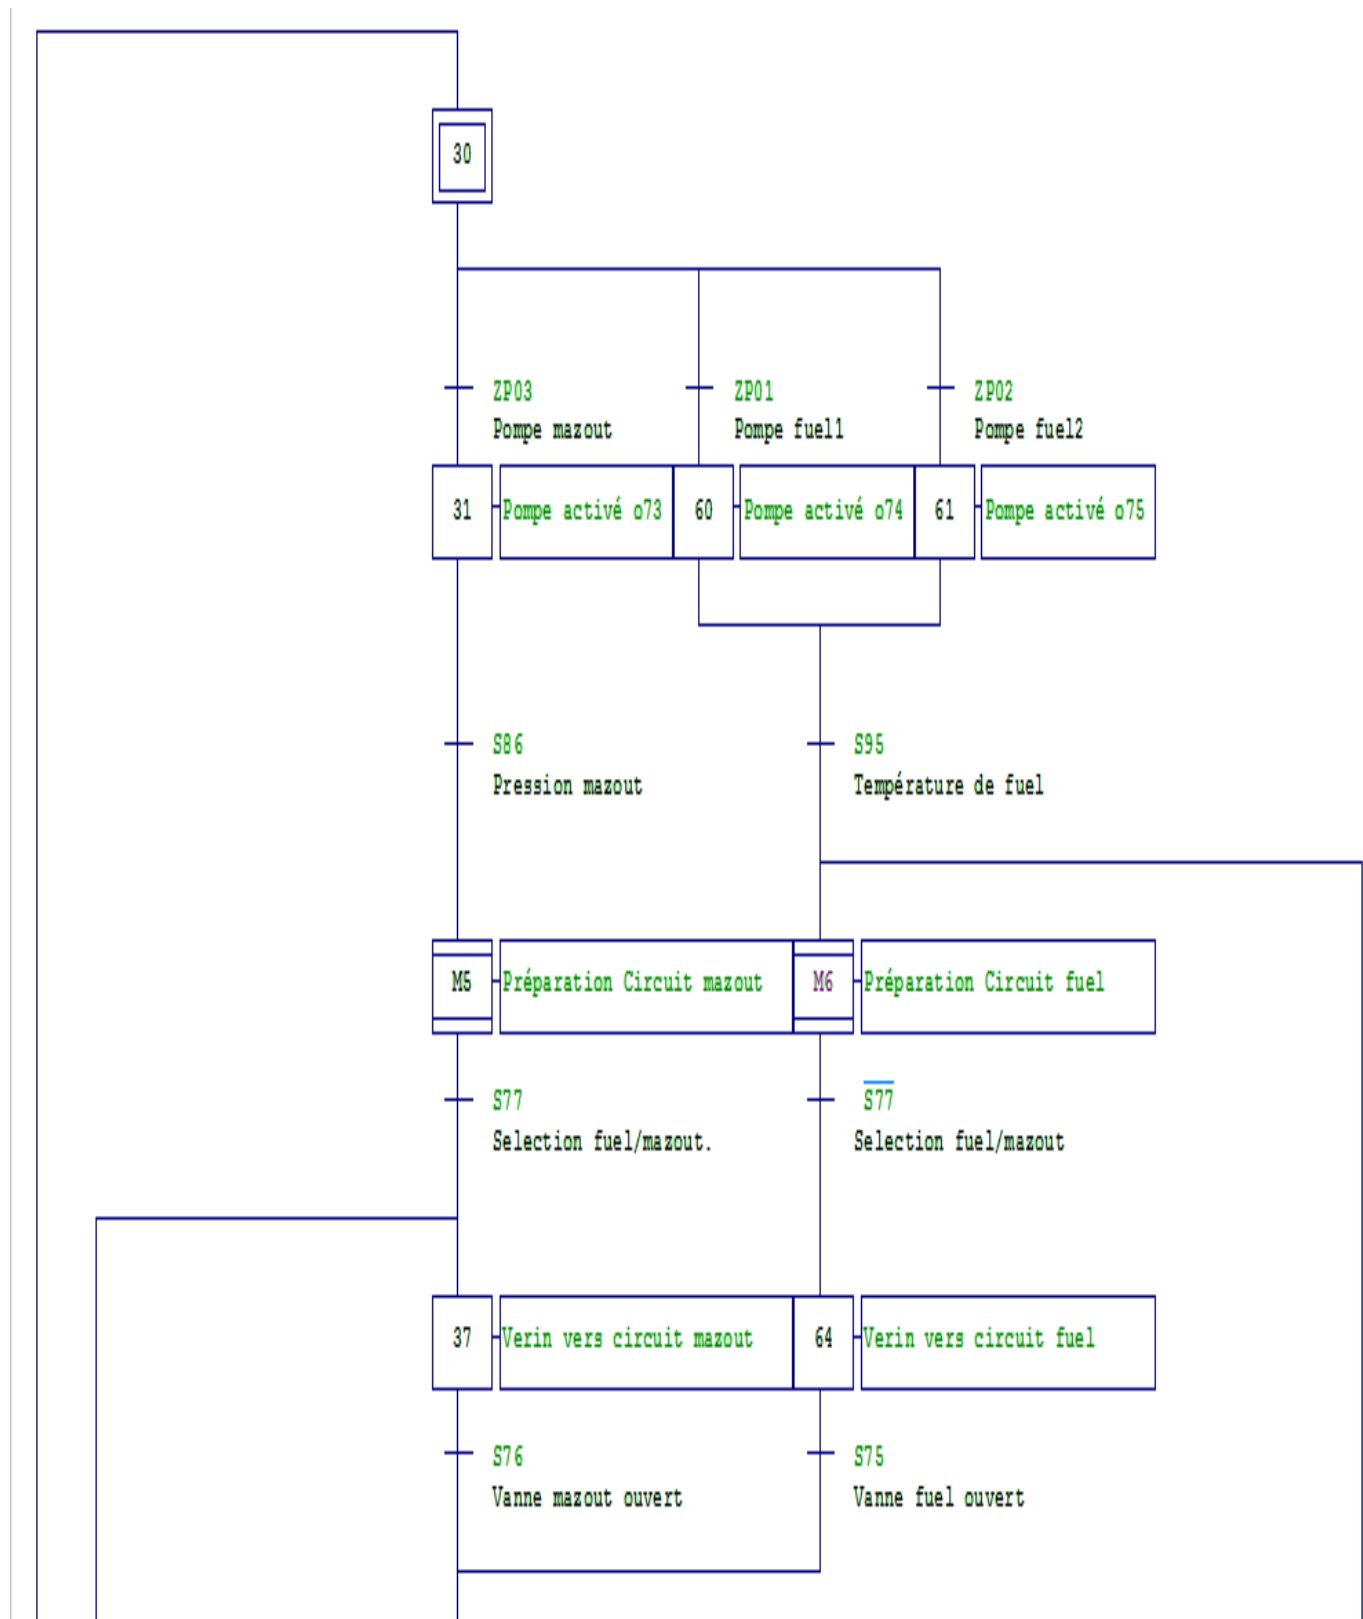 30
ZP03
ZP01
ZP02
Pompe mazout
Pompe fuel1
Pompe fuel2
31
Pompe activé o73
60
Pompe activé o74
61
Pompe activé o75
S86
S95
Pression mazout
Température de fuel
M5
Préparation Circuit mazout
M6
Préparation Circuit fuel
S77
S̅7̅7̅
Selection fuel/mazout.
Selection fuel/mazout
37
Verin vers circuit mazout
64
Verin vers circuit fuel
S76
S75
Vanne mazout ouvert
Vanne fuel ouvert